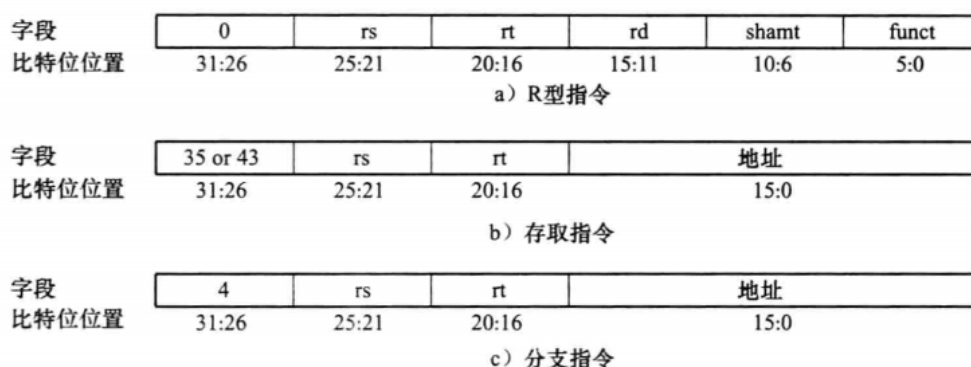 字段 0 rs rt rd shamt funct
比特位位置 31:26 25:21 20:16 15:11 10:6 5:0
a）R型指令
字段 35 or 43 rs rt 地址
比特位位置 31:26 25:21 20:16 15:0
b）存取指令
字段 4 rs rt 地址
比特位位置 31:26 25:21 20:16 15:0
c）分支指令